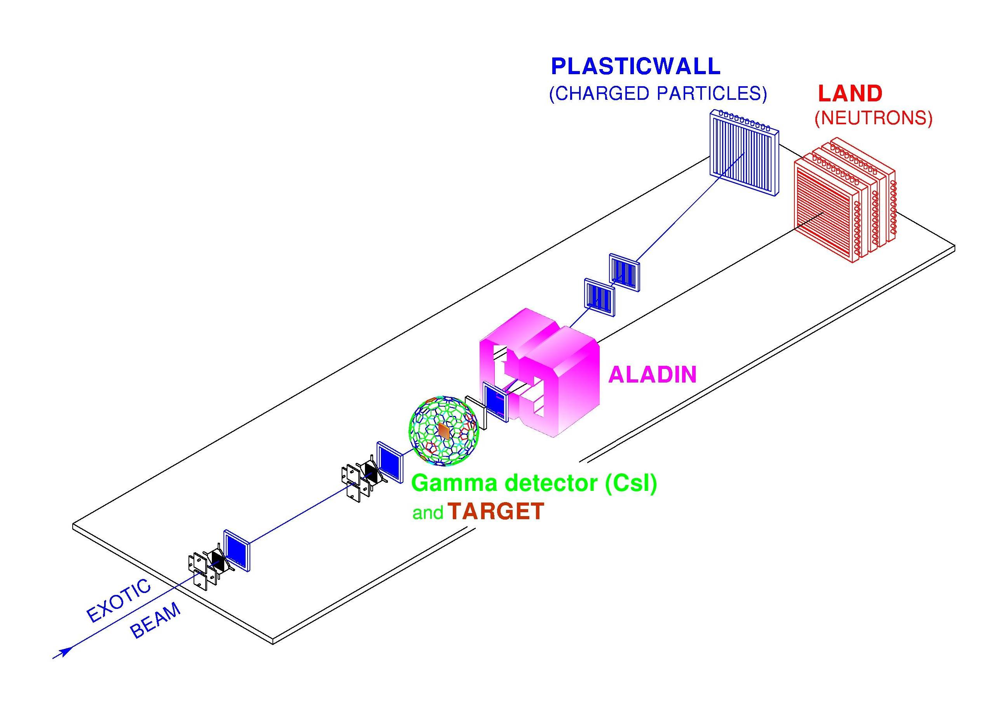 PLASTICWALL
(CHARGED PARTICLES)
LAND
(NEUTRONS)
ALADIN
Gamma detector (CsI)
and TARGET
EXOTIC
BEAM